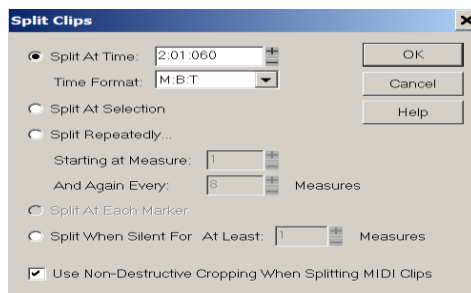 Split Clips
Split At Time: 2:01:060 OK
Time Format: M:B:T Cancel
Split At Selection Help
Split Repeatedly...
Starting at Measure: 1
And Again Every: 8 Measures
Split At Each Marker
Split When Silent For At Least: 1 Measures
Use Non-Destructive Cropping When Splitting MIDI Clips